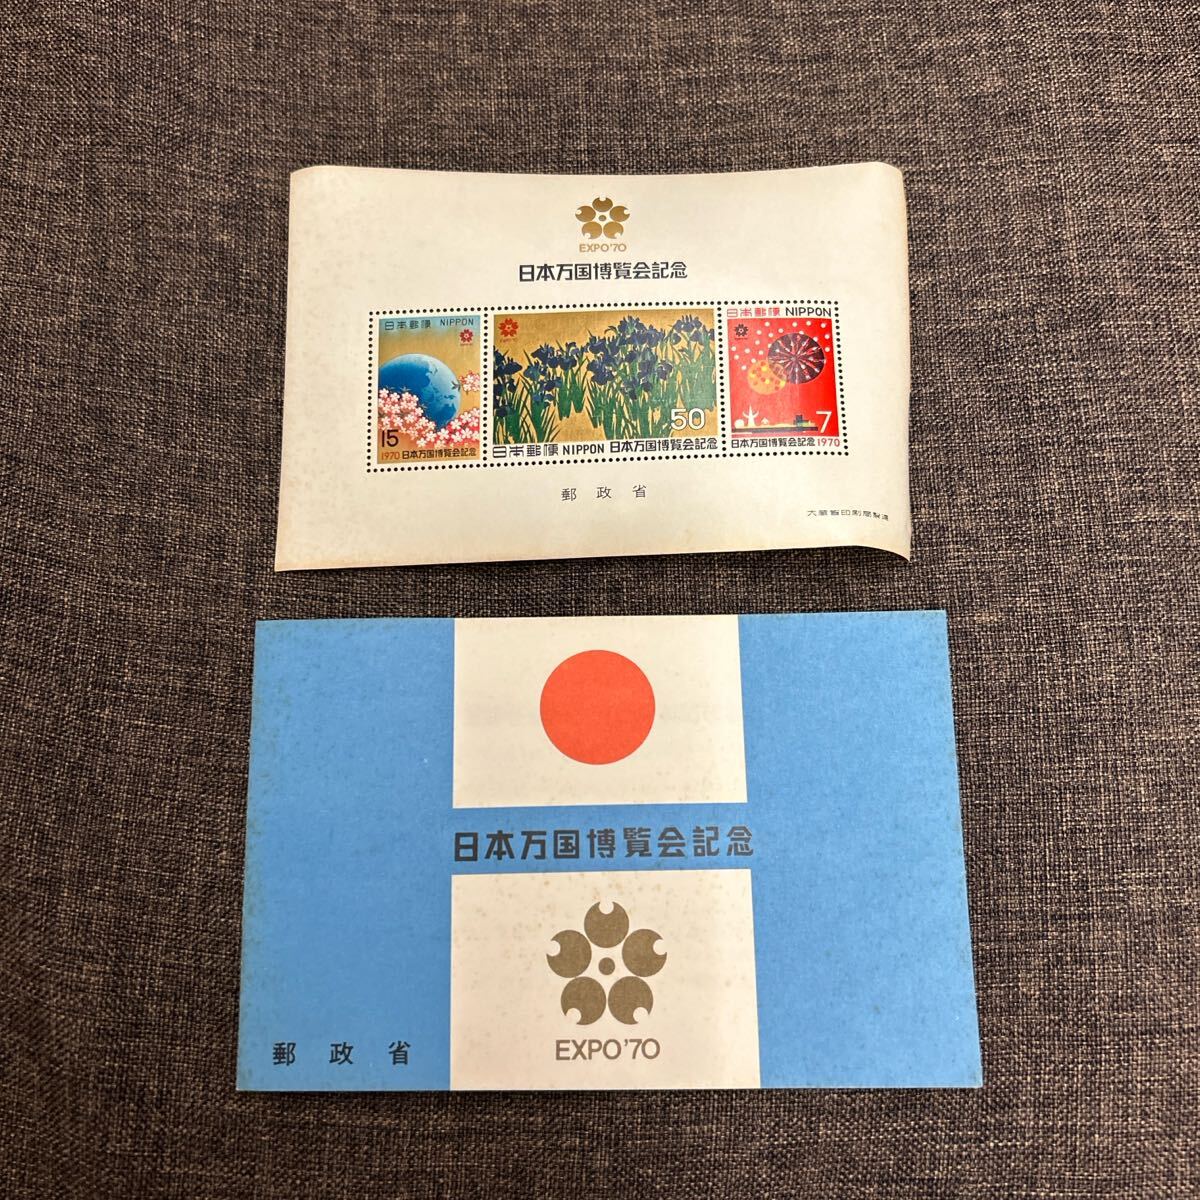 EXPO'70
日本万国博覧会記念
日本郵便 NIPPON
15
1970 日本万国博覧会記念
50
日本郵便 NIPPON 日本万国博覧会記念
日本郵便 NIPPON
7
日本万国博覧会記念 1970
郵政省
大蔵省印刷局製造
日本万国博覧会記念
EXPO'70
郵政省